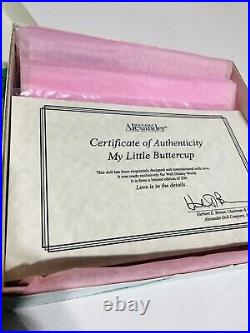 MADAME
Alexander
Certificate of Authenticity
My Little Buttercup
This doll has been exquisitely designed and manufactured with love.
It was made exclusively for Walt Disney World.
It is from a limited edition of 250.
Love is in the details.
Herbert E. Brown, Chairman &
Alexander Doll Company,